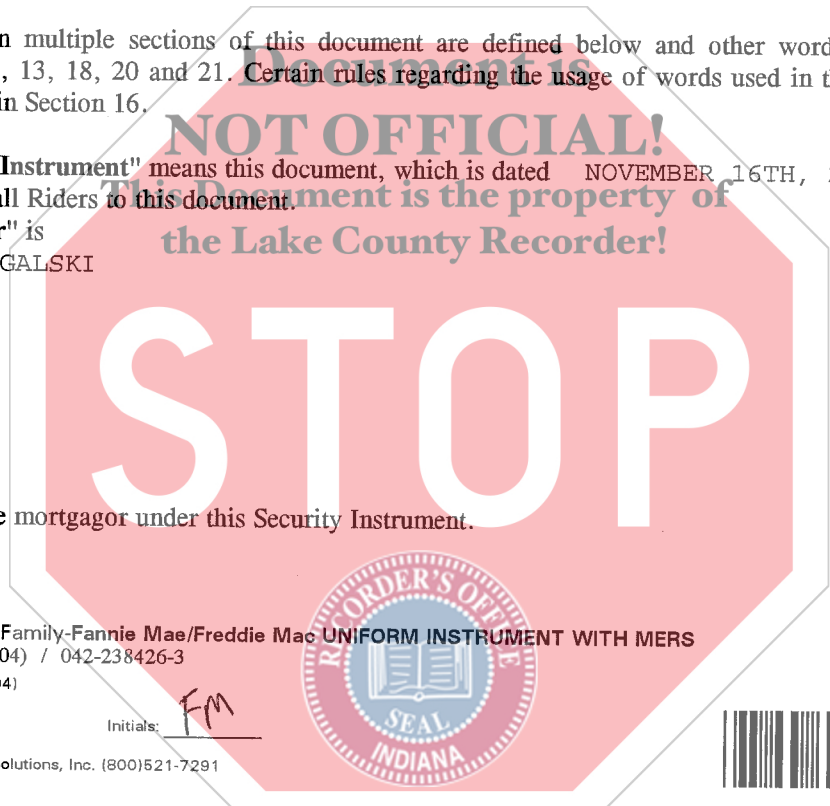 n multiple sections of this document are defined below and other word
, 13, 18, 20 and 21. Certain rules regarding the usage of words used in t
in Section 16.
Document is
NOT OFFICIAL!
This Document is the property of
the Lake County Recorder!
Instrument" means this document, which is dated NOVEMBER 16TH,
all Riders to this document.
r" is
GALSKI
STOP
e mortgagor under this Security Instrument.
RECORDER'S OFFICE
SEAL
INDIANA
Family-Fannie Mae/Freddie Mac UNIFORM INSTRUMENT WITH MERS
04) / 042-238426-3
04)
Initials: FM
olutions, Inc. (800)521-7291